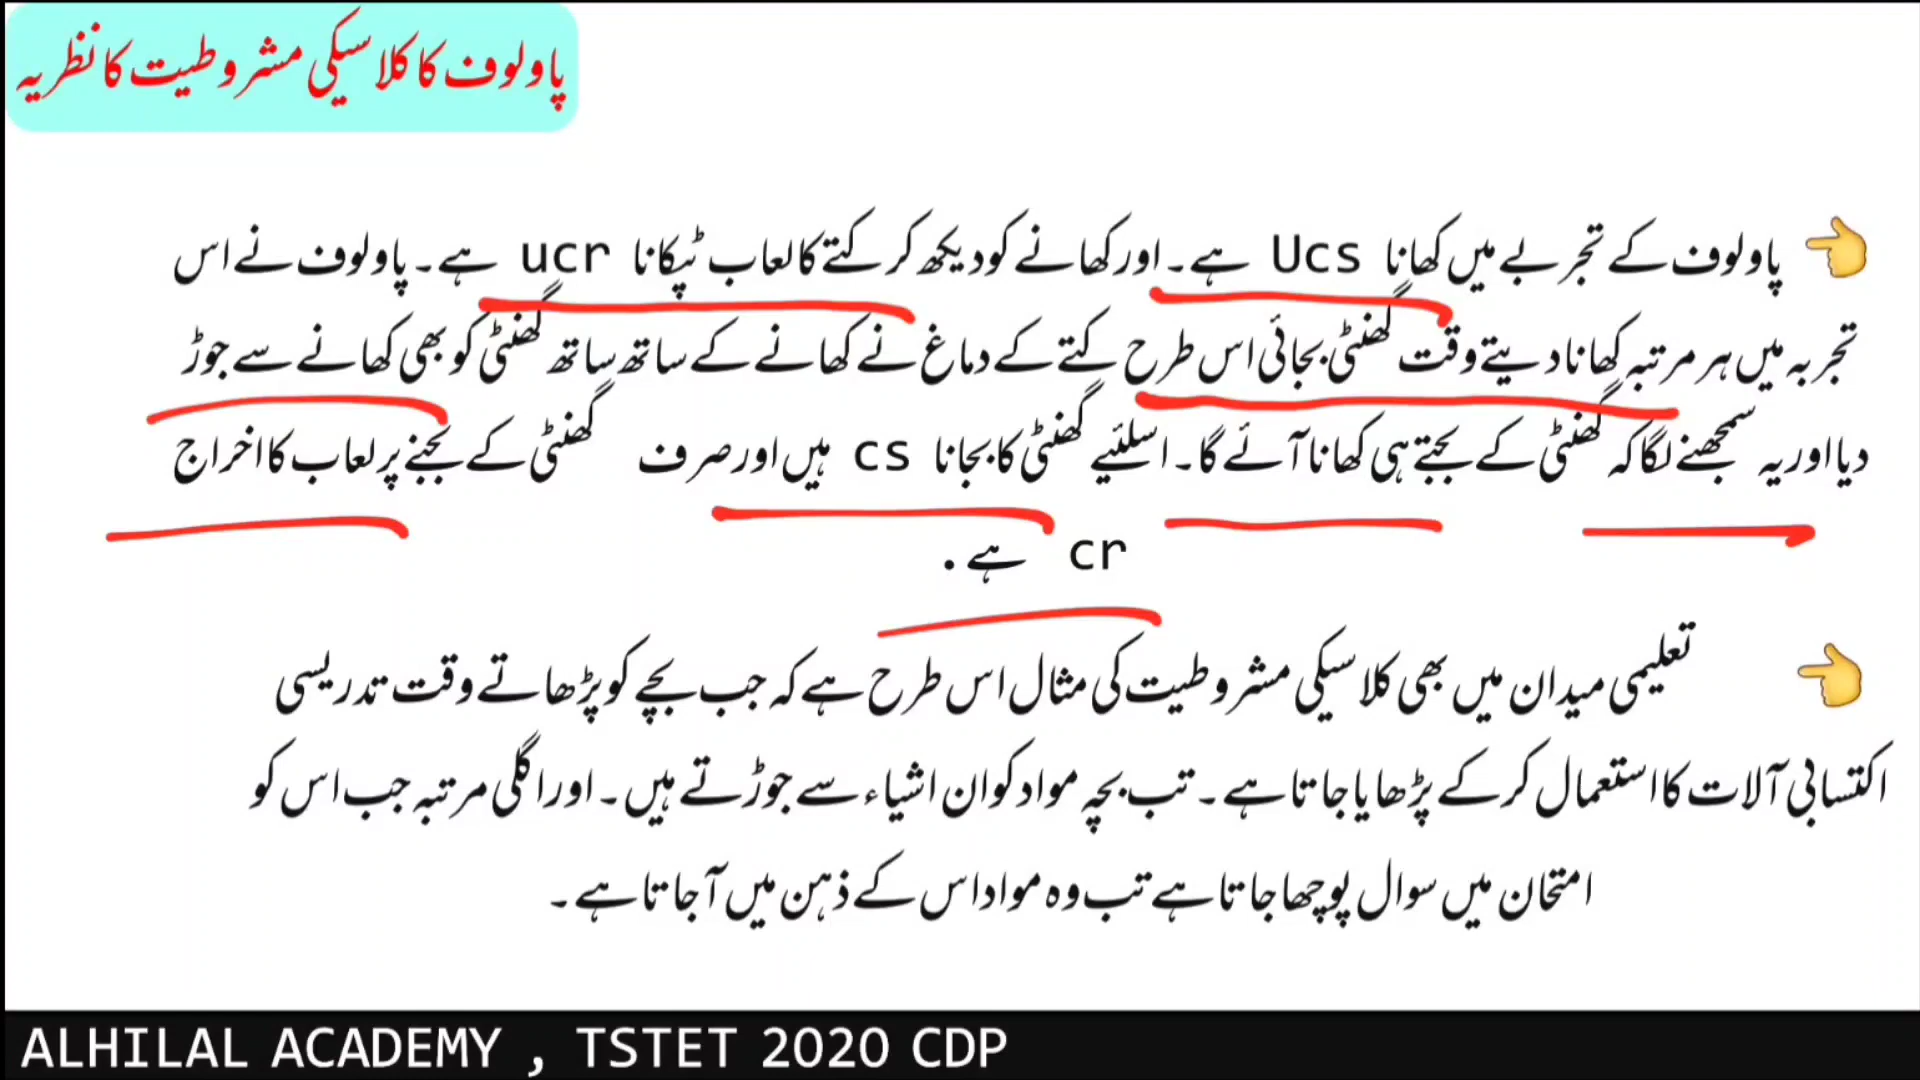 پاولوف کا کلاسیکی مشروطیت کا نظریہ
پاولوف کے تجربے میں کھانا Ucs ہے۔اور کھانے کو دیکھ کر کتے کا لعاب ٹپکانا ucr ہے۔پاولوف نے اس
تجربہ میں ہر مرتبہ کھانا دیتے وقت گھنٹی بجائی اس طرح کتے کے دماغ نے کھانے کے ساتھ ساتھ گھنٹی کو بھی کھانے سے جوڑ
دیا اور یہ سمجھنے لگا کہ گھنٹی کے بجتے ہی کھانا آئے گا۔اسلئیے گھنٹی کا بجانا cs ہیں اور صرف گھنٹی کے بجنے پر لعاب کا اخراج
cr ہے.
تعلیمی میدان میں بھی کلاسیکی مشروطیت کی مثال اس طرح ہے کہ جب بچے کو پڑھاتے وقت تدریسی
اکتسابی آلات کا استعمال کر کے پڑھایا جاتا ہے۔تب بچہ مواد کو ان اشیاء سے جوڑتے ہیں۔اور اگلی مرتبہ جب اس کو
امتحان میں سوال پوچھا جاتا ہے تب وہ مواد اس کے ذہن میں آجاتا ہے۔
ALHILAL ACADEMY , TSTET 2020 CDP